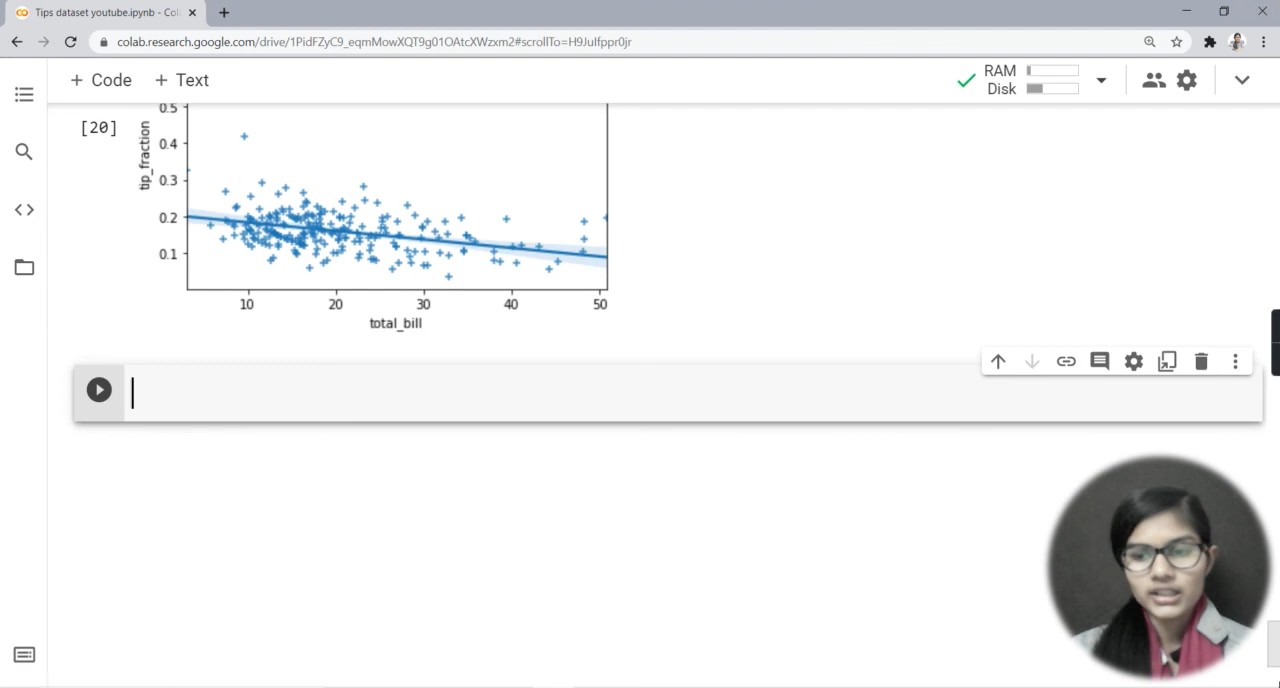 Tips dataset youtube.ipynb - Col
colab.research.google.com/drive/1PidFZyC9_eqmMowXQT9g01OAtcXWzxm2#scrollTo=H9JuIfppr0jr
+ Code + Text
RAM
Disk
[20]
tip_fraction
0.5
0.4
0.3
0.2
0.1
10 20 30 40 50
total_bill